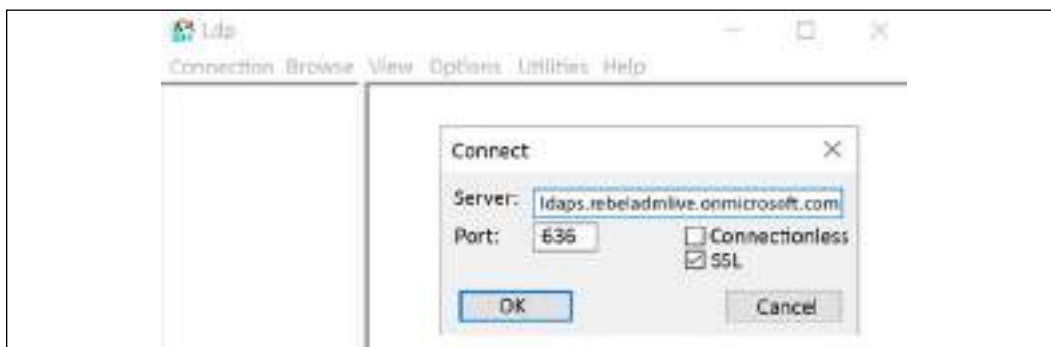 Ldp
Connection Browse View Options Utilities Help
Connect
Server: ldaps.rebeladmlive.onmicrosoft.com
Port: 636 Connectionless
SSL
OK Cancel